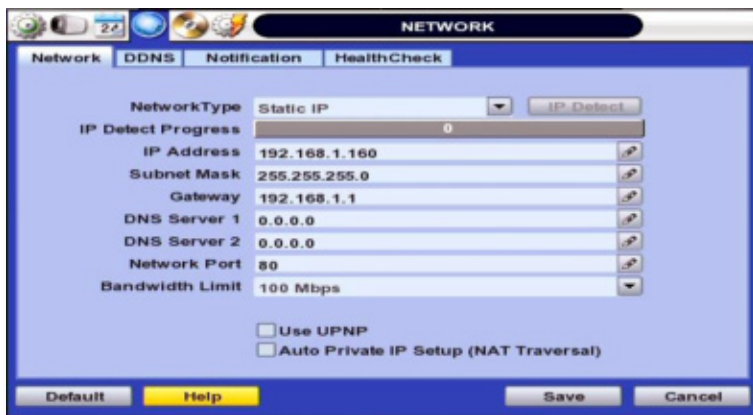 24
NETWORK
Network DDNS Notification HealthCheck
NetworkType Static IP IP Detect
IP Detect Progress 0
IP Address 192.168.1.160
Subnet Mask 255.255.255.0
Gateway 192.168.1.1
DNS Server 1 0.0.0.0
DNS Server 2 0.0.0.0
Network Port 80
Bandwidth Limit 100 Mbps
Use UPNP
Auto Private IP Setup (NAT Traversal)
Default Help Save Cancel